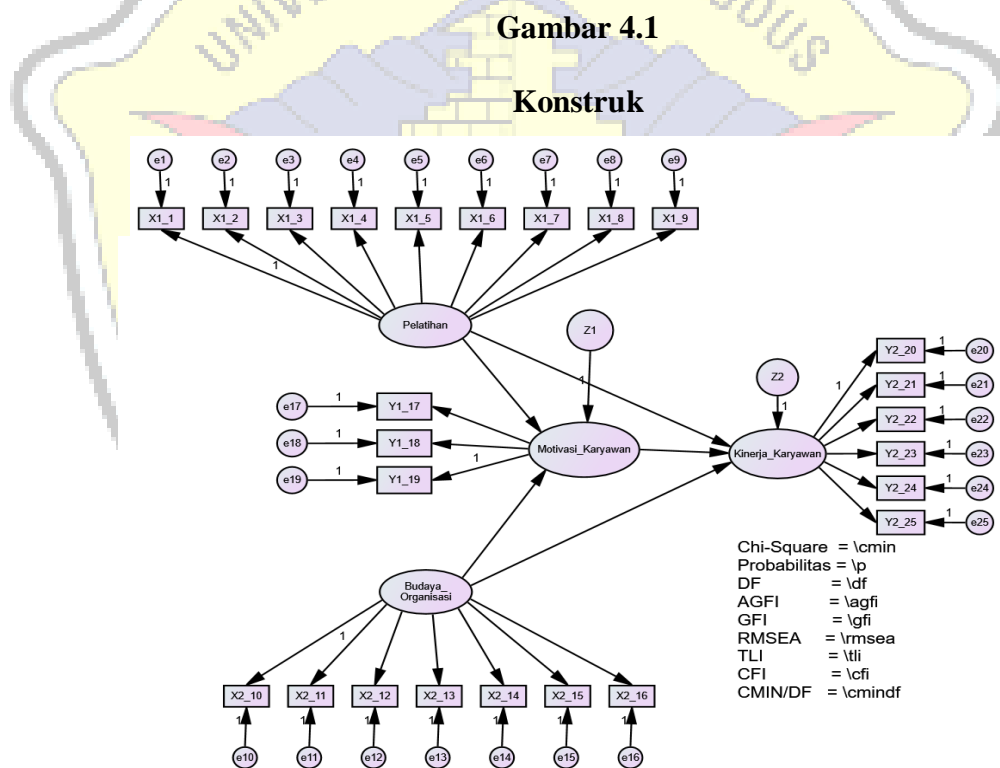 UNIV
ODUS
Gambar 4.1
Konstruk
e1 e2 e3 e4 e5 e6 e7 e8 e9
1 1 1 1 1 1 1 1 1
X1_1 X1_2 X1_3 X1_4 X1_5 X1_6 X1_7 X1_8 X1_9
1
Pelatihan
Z1
1
Z2
1
e17 1 Y1_17
e18 1 Y1_18
e19 1 Y1_19
1
Motivasi_Karyawan
Kinerja_Karyawan
1
Y2_20 1 e20
Y2_21 1 e21
Y2_22 1 e22
Y2_23 1 e23
Y2_24 1 e24
Y2_25 1 e25
Chi-Square = \cmin
Probabilitas = \p
DF = \df
AGFI = \agfi
GFI = \gfi
RMSEA = \rmsea
TLI = \tli
CFI = \cfi
CMIN/DF = \cmindf
Budaya_
Organisasi
1
X2_10 X2_11 X2_12 X2_13 X2_14 X2_15 X2_16
1 1 1 1 1 1 1
e10 e11 e12 e13 e14 e15 e16